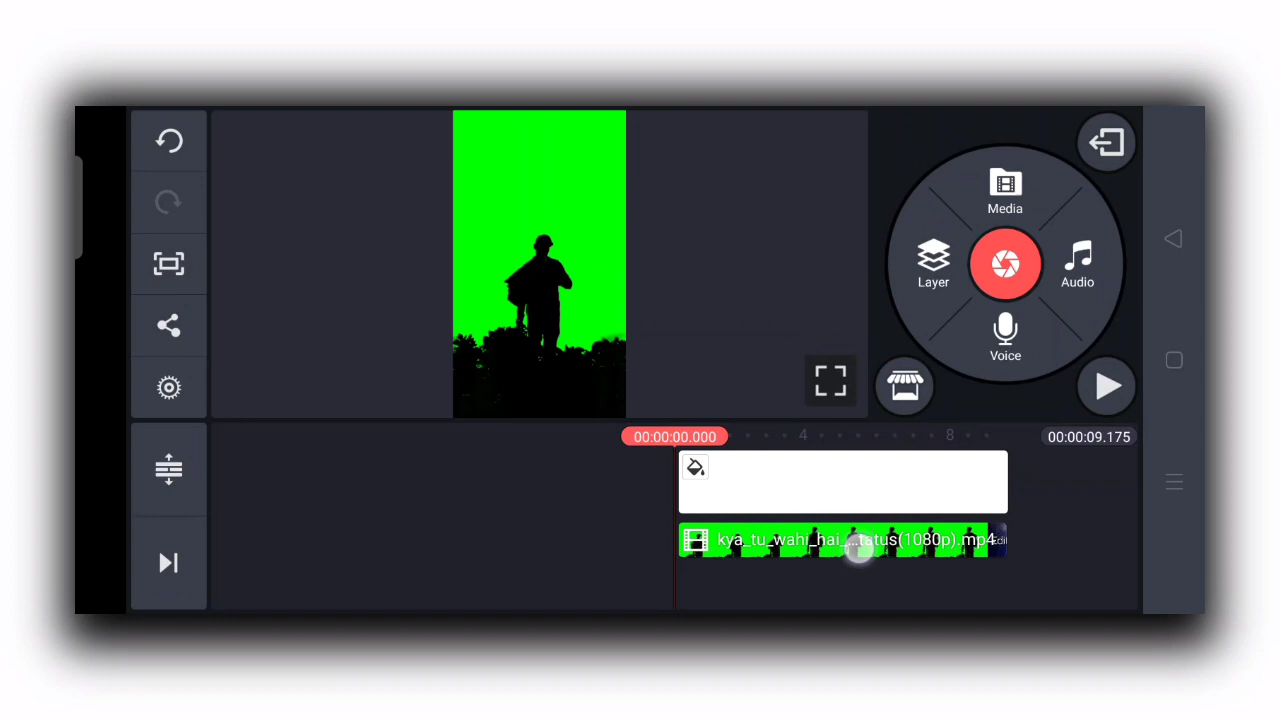 Media
Layer
Audio
Voice
00:00:00.000
4
8
00:00:09.175
kya_tu_wahi_hai_...tatus(1080p).mp4